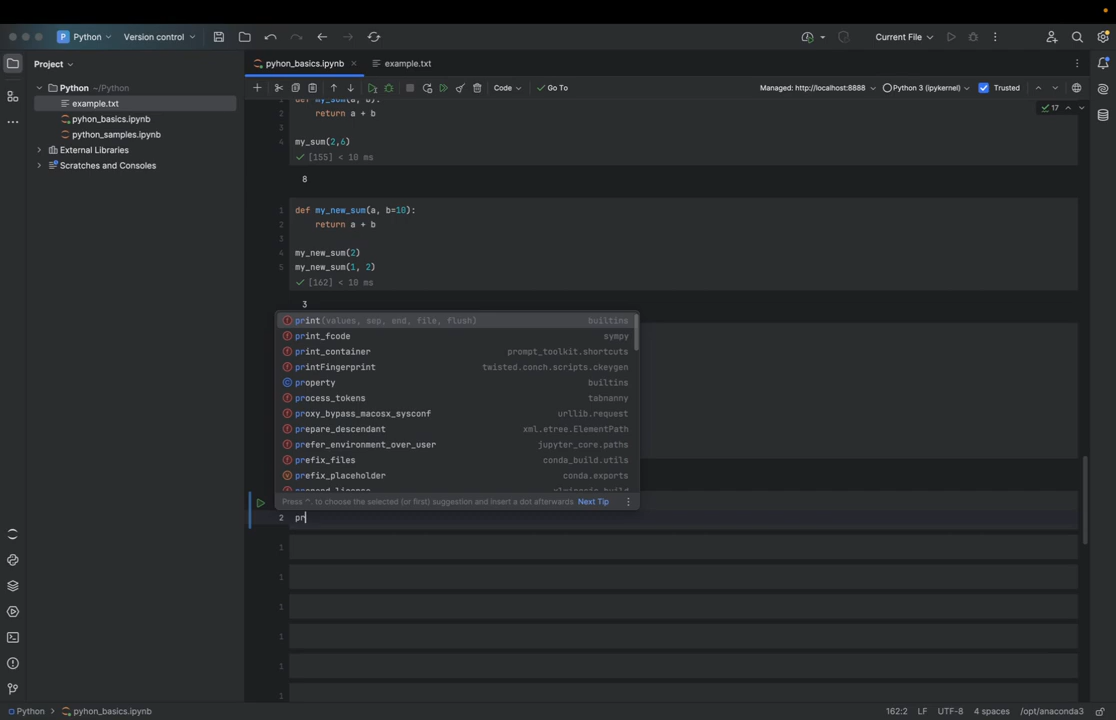 P Python Version control Current File
Project
pyhon_basics.ipynb example.txt
Code Go To Managed: http://localhost:8888 Python 3 (ipykernel) Trusted
Python ~/Python
example.txt
pyhon_basics.ipynb
python_samples.ipynb
External Libraries
Scratches and Consoles
17
def my_sum(a, b):
2 return a + b
3
4 my_sum(2,6)
[155] < 10 ms
8
1 def my_new_sum(a, b=10):
2 return a + b
3
4 my_new_sum(2)
5 my_new_sum(1, 2)
[162] < 10 ms
3
print(values, sep, end, file, flush) builtins
print_fcode sympy
print_container prompt_toolkit.shortcuts
printFingerprint twisted.conch.scripts.ckeygen
property builtins
process_tokens tabnanny
proxy_bypass_macosx_sysconf urllib.request
prepare_descendant xml.etree.ElementPath
prefer_environment_over_user jupyter_core.paths
prefix_files conda_build.utils
prefix_placeholder conda.exports
Press ^. to choose the selected (or first) suggestion and insert a dot afterwards Next Tip
2 pr
1
1
1
1
1
1
Python > pyhon_basics.ipynb 162:2 LF UTF-8 4 spaces /opt/anaconda3